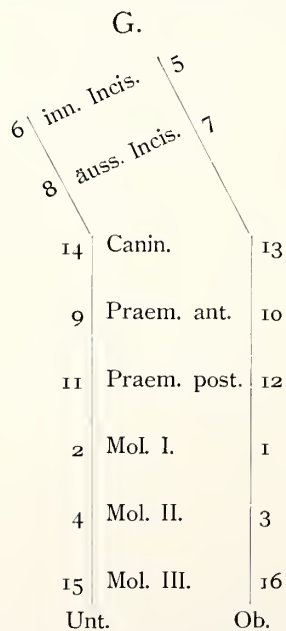 G.
6 inn. Incis. 5
8 äuss. Incis. 7
14 Canin. 13
9 Praem. ant. 10
11 Praem. post. 12
2 Mol. I. 1
4 Mol. II. 3
15 Mol. III. 16
Unt. Ob.